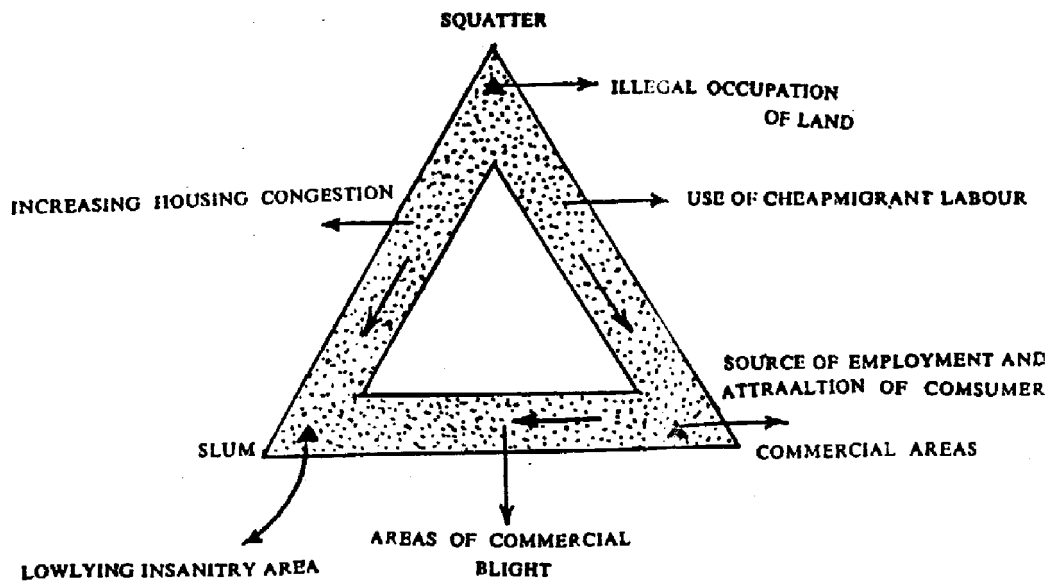 SQUATTER
ILLEGAL OCCUPATION
OF LAND
INCREASING HOUSING CONGESTION
USE OF CHEAPMIGRANT LABOUR
SOURCE OF EMPLOYMENT AND
ATTRAALTION OF COMSUMER
SLUM
COMMERCIAL AREAS
AREAS OF COMMERCIAL
BLIGHT
LOWLYING INSANITRY AREA